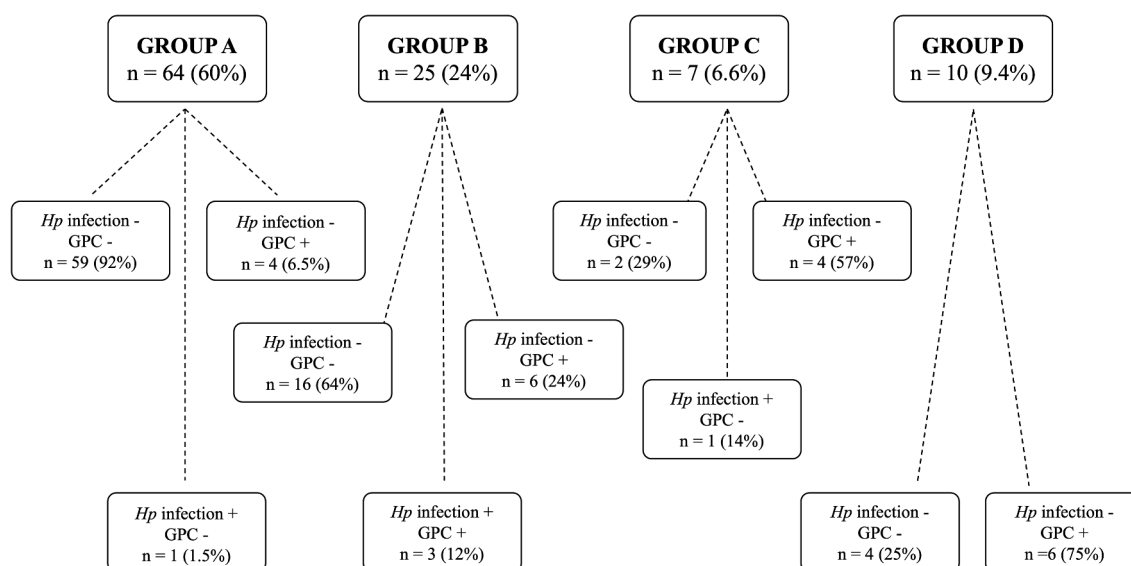 GROUP A
n = 64 (60%)
GROUP B
n = 25 (24%)
GROUP C
n = 7 (6.6%)
GROUP D
n = 10 (9.4%)
Hp infection -
GPC -
n = 59 (92%)
Hp infection -
GPC +
n = 4 (6.5%)
Hp infection -
GPC -
n = 2 (29%)
Hp infection -
GPC +
n = 4 (57%)
Hp infection -
GPC -
n = 16 (64%)
Hp infection -
GPC +
n = 6 (24%)
Hp infection +
GPC -
n = 1 (14%)
Hp infection +
GPC -
n = 1 (1.5%)
Hp infection +
GPC +
n = 3 (12%)
Hp infection -
GPC -
n = 4 (25%)
Hp infection -
GPC +
n =6 (75%)